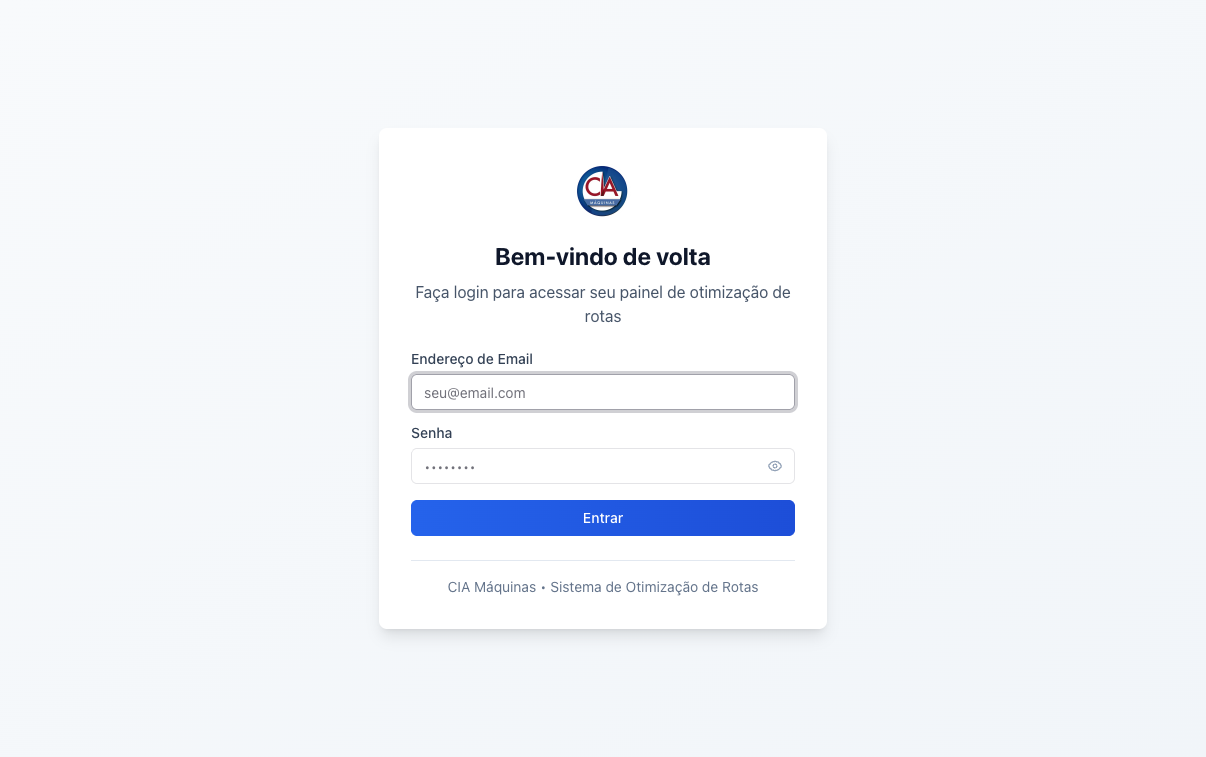 CIA
MÁQUINAS
Bem-vindo de volta
Faça login para acessar seu painel de otimização de
rotas
Endereço de Email
seu@email.com
Senha
••••••••
Entrar
CIA Máquinas • Sistema de Otimização de Rotas